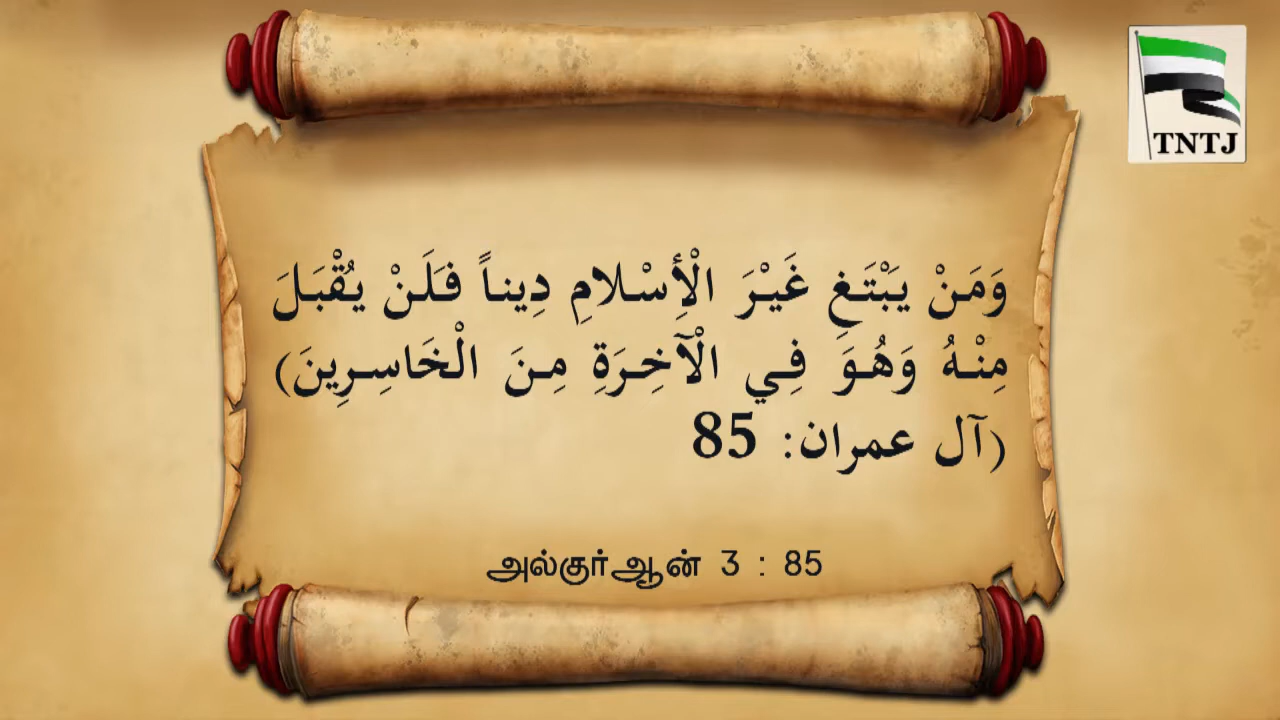 TNTJ
وَمَنْ يَبْتَغِ غَيْرَ الْأِسْلامِ دِيناً فَلَنْ يُقْبَلَ
مِنْهُ وَهُوَ فِي الْآخِرَةِ مِنَ الْخَاسِرِينَ)
(آل عمران: 85
அல்குர்ஆன் 3 : 85